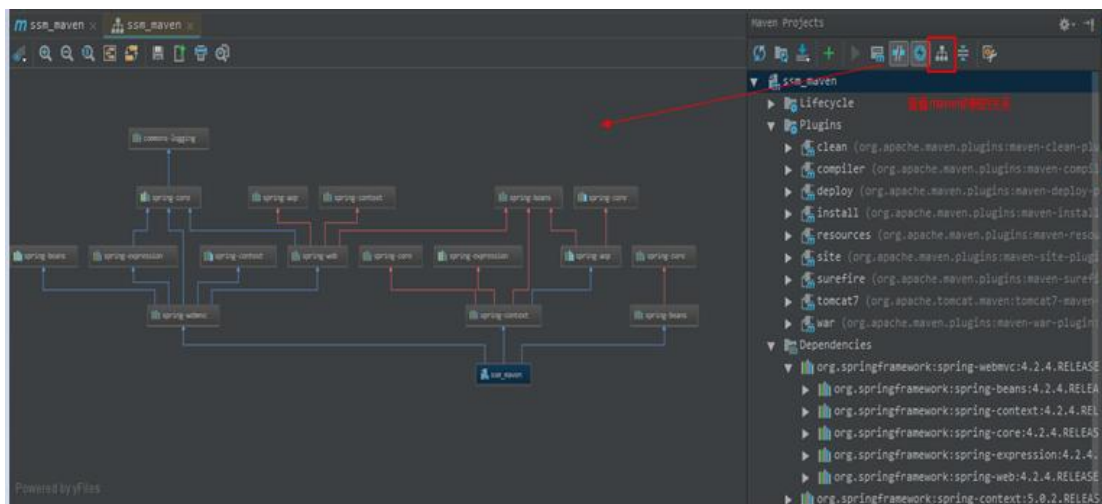 ssm_maven
ssm_maven
Maven Projects
commons-logging
spring-core
spring-aop
spring-context
spring-beans
spring-core
spring-beans
spring-expression
spring-context
spring-web
spring-core
spring-expression
spring-aop
spring-core
spring-webmvc
spring-context
spring-beans
ssm_maven
Powered by yFiles
ssm_maven
Lifecycle
Plugins
clean (org.apache.maven.plugins:maven-clean-plu
compiler (org.apache.maven.plugins:maven-compil
deploy (org.apache.maven.plugins:maven-deploy-p
install (org.apache.maven.plugins:maven-instal
resources (org.apache.maven.plugins:maven-resou
site (org.apache.maven.plugins:maven-site-plugi
surefire (org.apache.maven.plugins:maven-surefi
tomcat7 (org.apache.tomcat.maven:tomcat7-maven-
war (org.apache.maven.plugins:maven-war-plugin:
Dependencies
org.springframework:spring-webmvc:4.2.4.RELEASE
org.springframework:spring-beans:4.2.4.RELEA
org.springframework:spring-context:4.2.4.REL
org.springframework:spring-core:4.2.4.RELEAS
org.springframework:spring-expression:4.2.4.
org.springframework:spring-web:4.2.4.RELEASE
org.springframework:spring-context:5.0.2.RELEAS